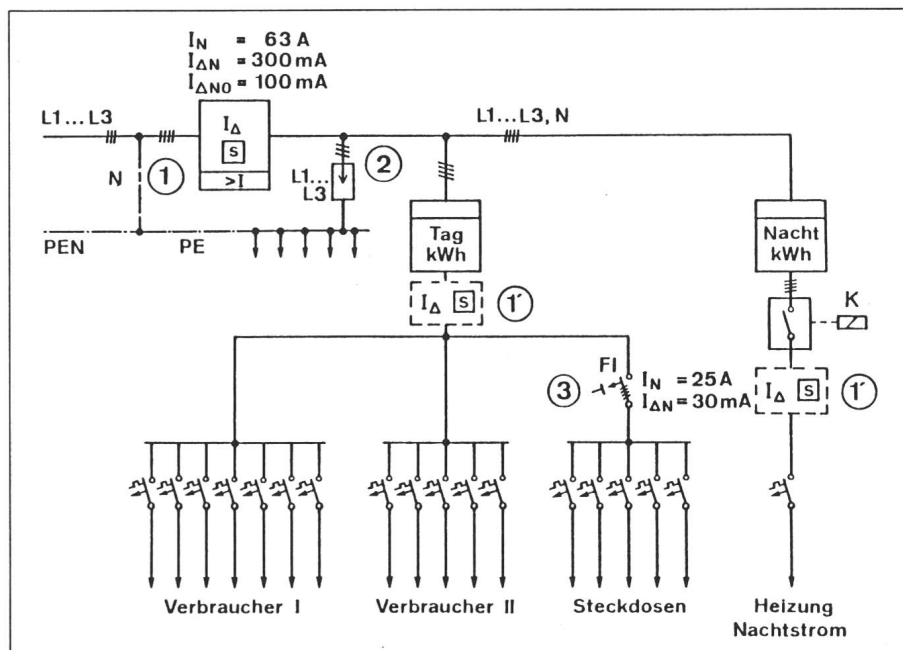 I_N = 63 A
I_ΔN = 300 mA
I_ΔN0 = 100 mA
L1...L3
I_Δ
S
>I
L1...L3, N
N
1
2
L1...
L3
PEN
PE
Tag
kWh
Nacht
kWh
I_Δ S
1'
K
FI
3
I_N = 25 A
I_ΔN = 30 mA
I_Δ S
1'
Verbraucher I
Verbraucher II
Steckdosen
Heizung
Nachtstrom